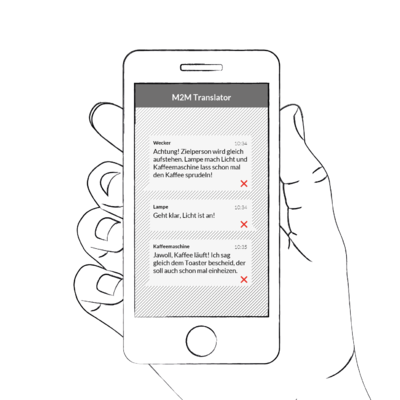 M2M Translator
Wecker 10:34
Achtung! Zielperson wird gleich
aufstehen. Lampe mach Licht und
Kaffeemaschine lass schon mal
den Kaffee sprudeln!
Lampe 10:34
Geht klar, Licht ist an!
Kaffeemaschine 10:35
Jawoll, Kaffee läuft! Ich sag
gleich dem Toaster bescheid, der
soll auch schon mal einheizen.